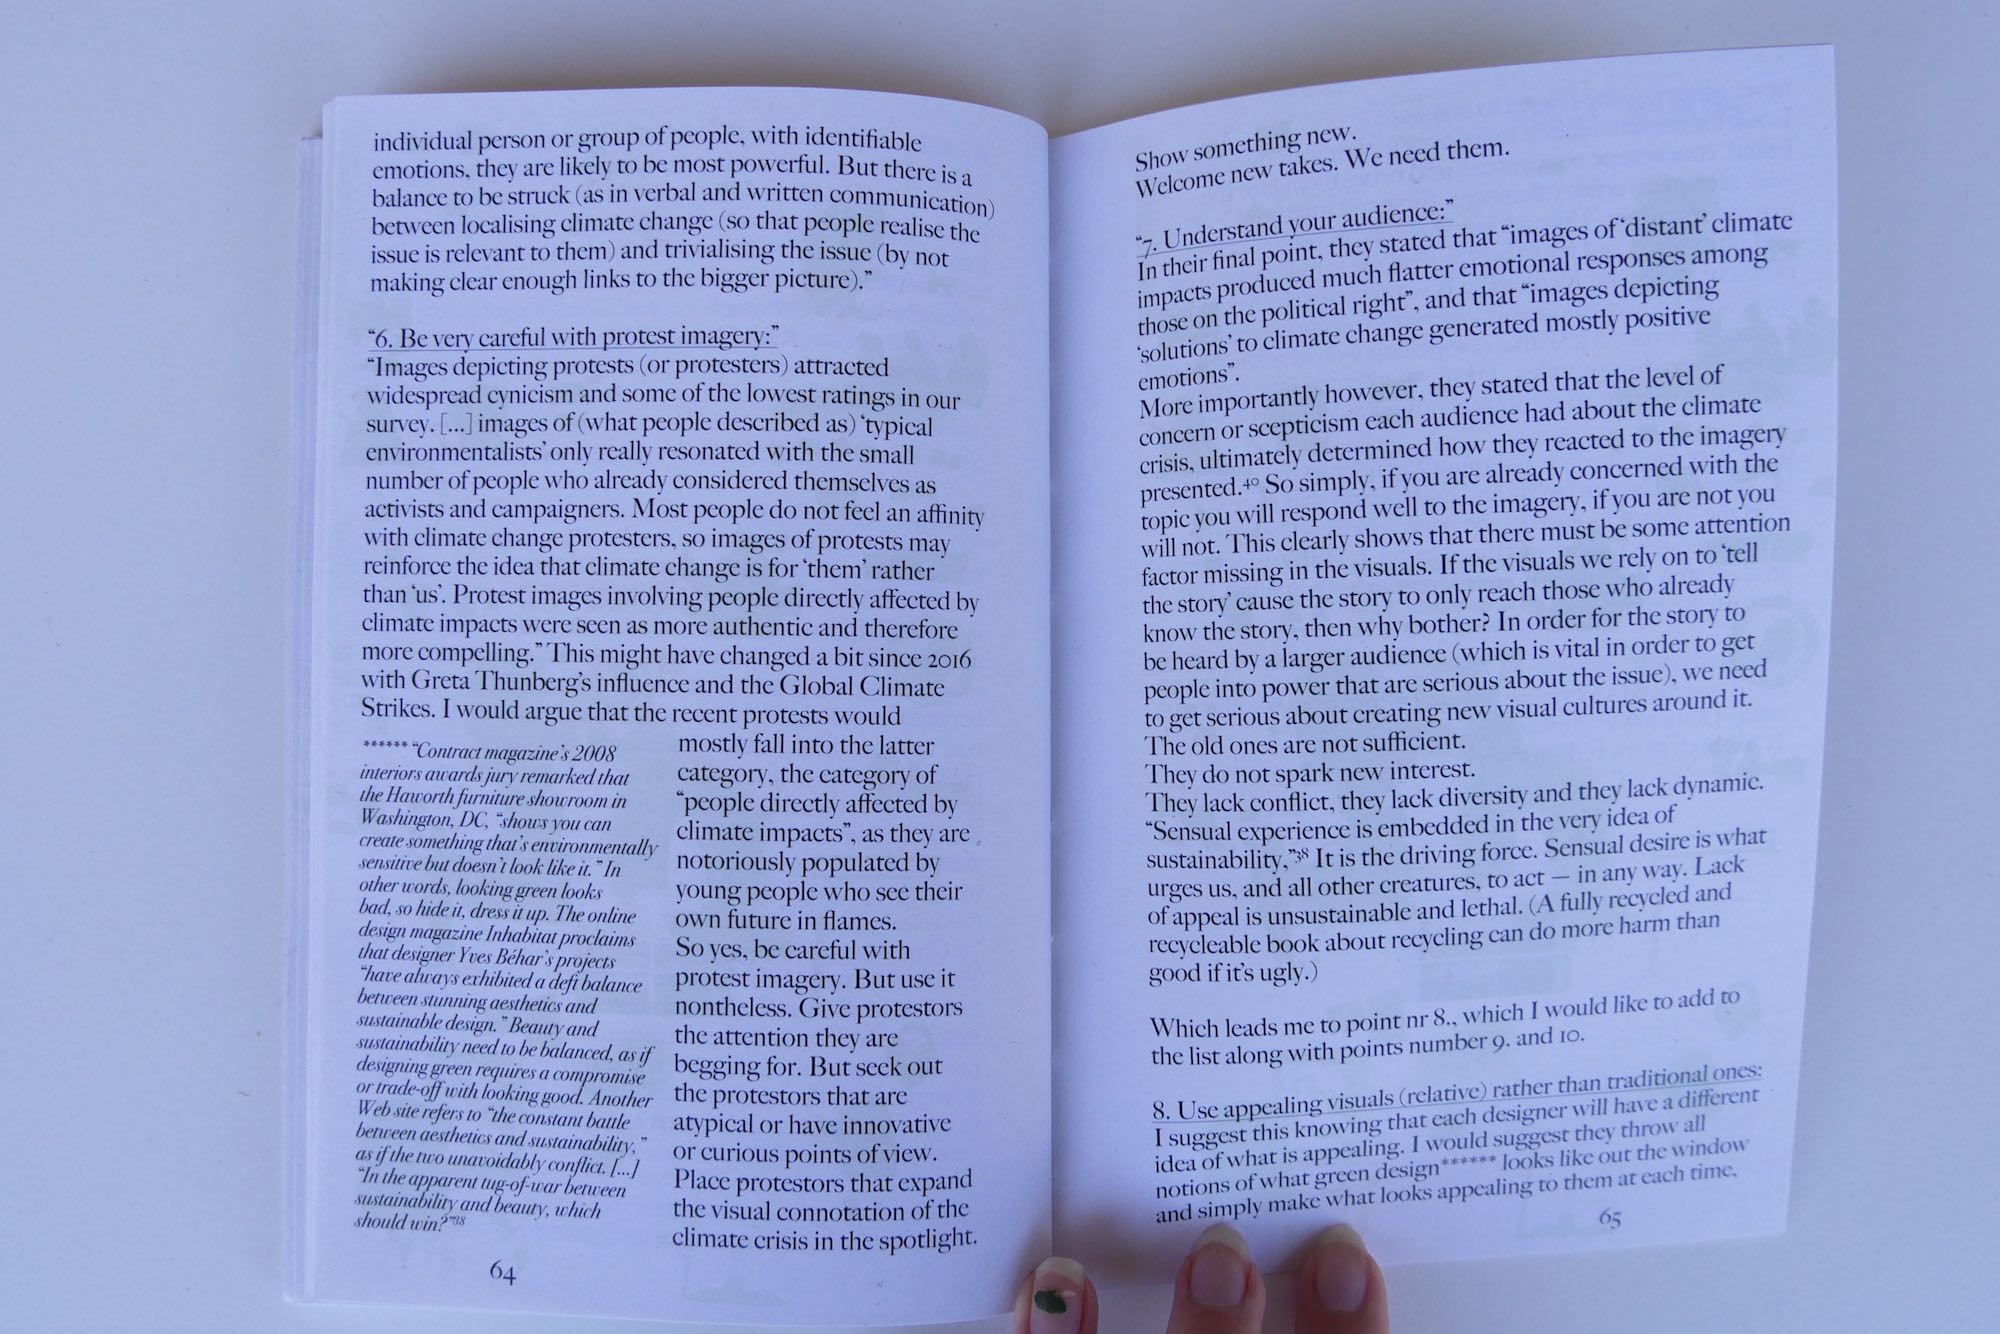 individual person or group of people, with identifiable
emotions, they are likely to be most powerful. But there is a
balance to be struck (as in verbal and written communication)
between localising climate change (so that people realise the
issue is relevant to them) and trivialising the issue (by not
making clear enough links to the bigger picture).”
“6. Be very careful with protest imagery:”
“Images depicting protests (or protesters) attracted
widespread cynicism and some of the lowest ratings in our
survey. [...] images of (what people described as) ‘typical
environmentalists’ only really resonated with the small
number of people who already considered themselves as
activists and campaigners. Most people do not feel an affinity
with climate change protesters, so images of protests may
reinforce the idea that climate change is for ‘them’ rather
than ‘us’. Protest images involving people directly affected by
climate impacts were seen as more authentic and therefore
more compelling.” This might have changed a bit since 2016
with Greta Thunberg’s influence and the Global Climate
Strikes. I would argue that the recent protests would
mostly fall into the latter
category, the category of
“people directly affected by
climate impacts”, as they are
notoriously populated by
young people who see their
own future in flames.
So yes, be careful with
protest imagery. But use it
nontheless. Give protestors
the attention they are
begging for. But seek out
the protestors that are
atypical or have innovative
or curious points of view.
Place protestors that expand
the visual connotation of the
climate crisis in the spotlight.
****** “Contract magazine’s 2008
interiors awards jury remarked that
the Haworth furniture showroom in
Washington, DC, “shows you can
create something that’s environmentally
sensitive but doesn’t look like it.” In
other words, looking green looks
bad, so hide it, dress it up. The online
design magazine Inhabitat proclaims
that designer Yves Béhar’s projects
“have always exhibited a deft balance
between stunning aesthetics and
sustainable design.” Beauty and
sustainability need to be balanced, as if
designing green requires a compromise
or trade-off with looking good. Another
Web site refers to “the constant battle
between aesthetics and sustainability,”
as if the two unavoidably conflict. [...]
“In the apparent tug-of-war between
sustainability and beauty, which
should win?”³⁸
64
Show something new.
Welcome new takes. We need them.
“7. Understand your audience:”
In their final point, they stated that “images of ‘distant’ climate
impacts produced much flatter emotional responses among
those on the political right”, and that “images depicting
‘solutions’ to climate change generated mostly positive
emotions”.
More importantly however, they stated that the level of
concern or scepticism each audience had about the climate
crisis, ultimately determined how they reacted to the imagery
presented.⁴⁰ So simply, if you are already concerned with the
topic you will respond well to the imagery, if you are not you
will not. This clearly shows that there must be some attention
factor missing in the visuals. If the visuals we rely on to ‘tell
the story’ cause the story to only reach those who already
know the story, then why bother? In order for the story to
be heard by a larger audience (which is vital in order to get
people into power that are serious about the issue), we need
to get serious about creating new visual cultures around it.
The old ones are not sufficient.
They do not spark new interest.
They lack conflict, they lack diversity and they lack dynamic.
“Sensual experience is embedded in the very idea of
sustainability,”³⁸ It is the driving force. Sensual desire is what
urges us, and all other creatures, to act — in any way. Lack
of appeal is unsustainable and lethal. (A fully recycled and
recycleable book about recycling can do more harm than
good if it’s ugly.)
Which leads me to point nr 8., which I would like to add to
the list along with points number 9. and 10.
8. Use appealing visuals (relative) rather than traditional ones:
I suggest this knowing that each designer will have a different
idea of what is appealing. I would suggest they throw all
notions of what green design****** looks like out the window
and simply make what looks appealing to them at each time,
65